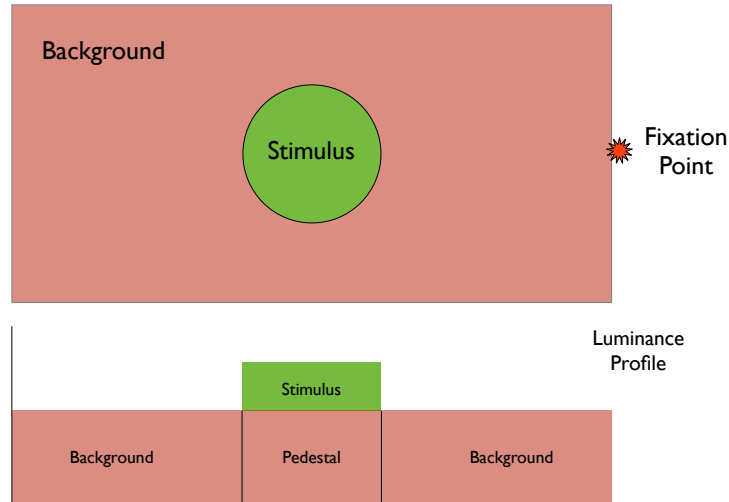 Background
Stimulus
Fixation
Point
Luminance
Profile
Stimulus
Background
Pedestal
Background